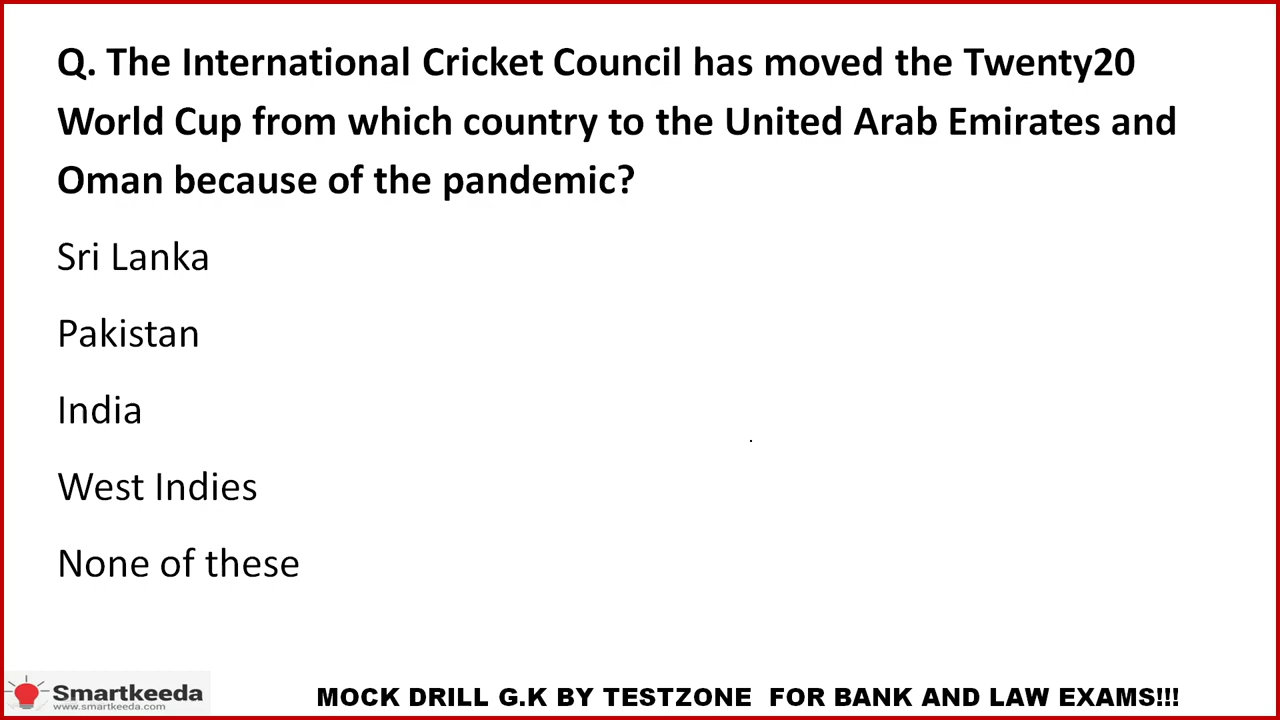 Q. The International Cricket Council has moved the Twenty20
World Cup from which country to the United Arab Emirates and
Oman because of the pandemic?
Sri Lanka
Pakistan
India
West Indies
None of these
Smartkeeda
www.smartkeeda.com
MOCK DRILL G.K BY TESTZONE FOR BANK AND LAW EXAMS!!!